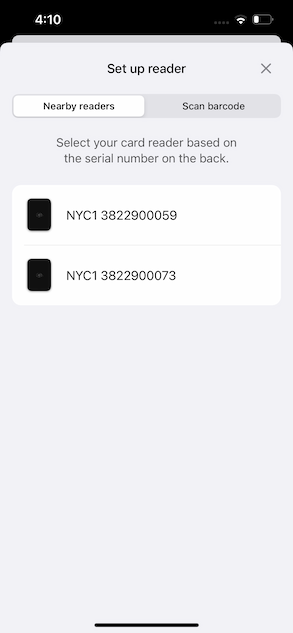 4:10
Set up reader
Nearby readers
Scan barcode
Select your card reader based on
the serial number on the back.
NYC1 3822900059
NYC1 3822900073